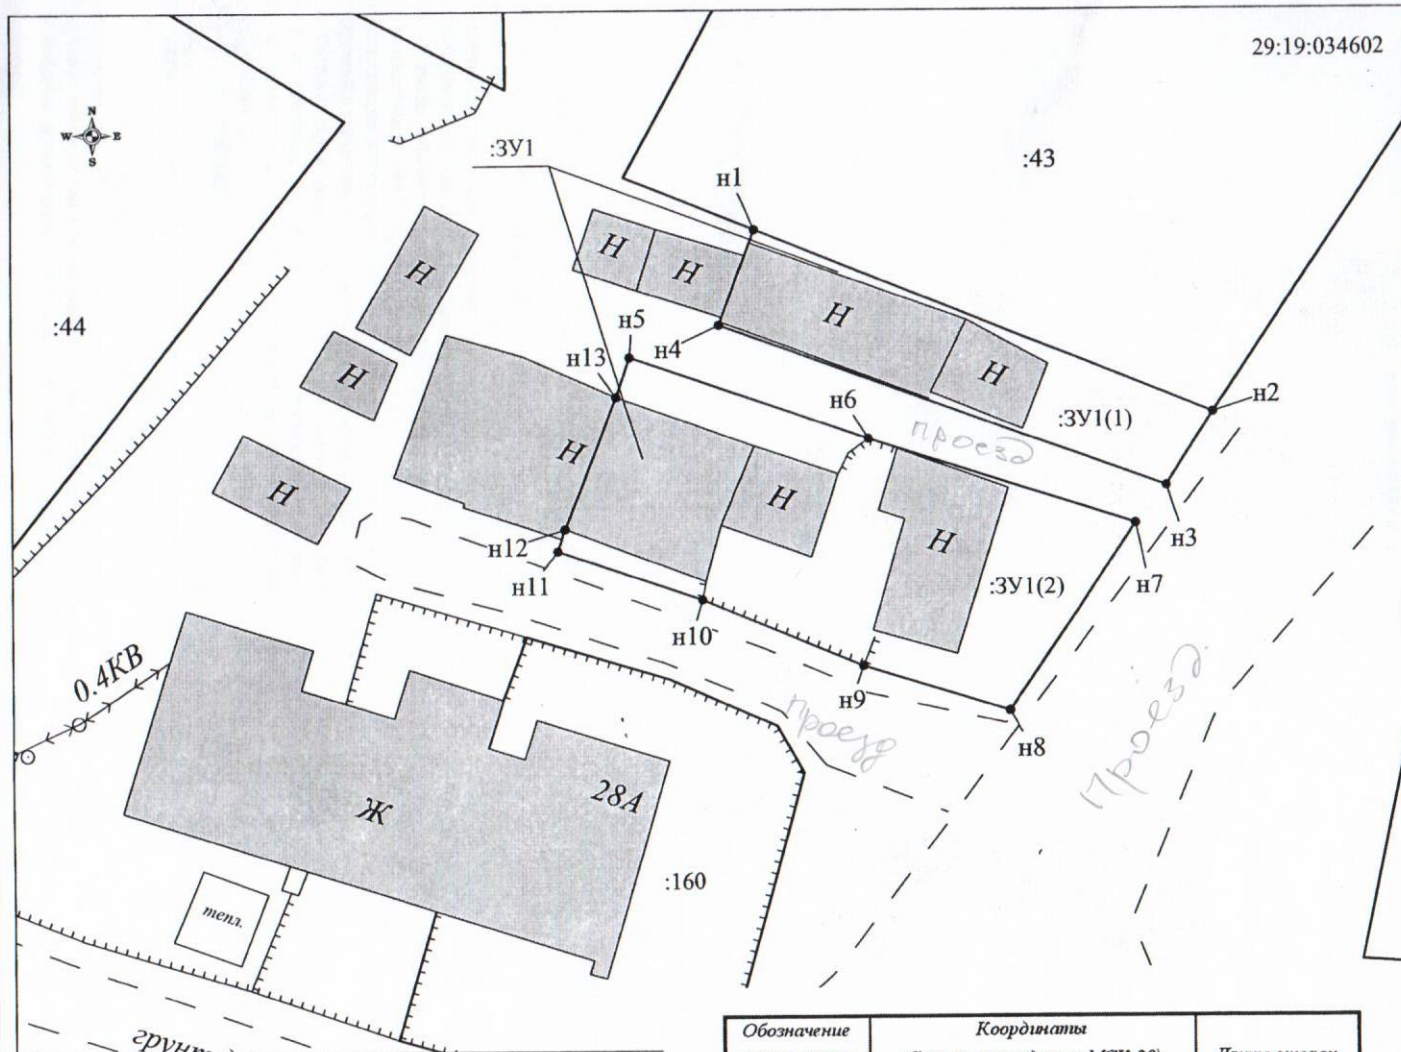 29:19:034602
N
W E
S
:ЗУ1
:43
н1
Н
Н
Н
:44
Н
н5
н4
н13
Н
н2
Н
н6
:ЗУ1(1)
проезд
Н
Н
Н
н3
Н
н12
н7
н11
:ЗУ1(2)
н10
0.4КВ
н9
проезд
н8
Проезд
28А
Ж
:160
тепл.
Обозначение
Координаты